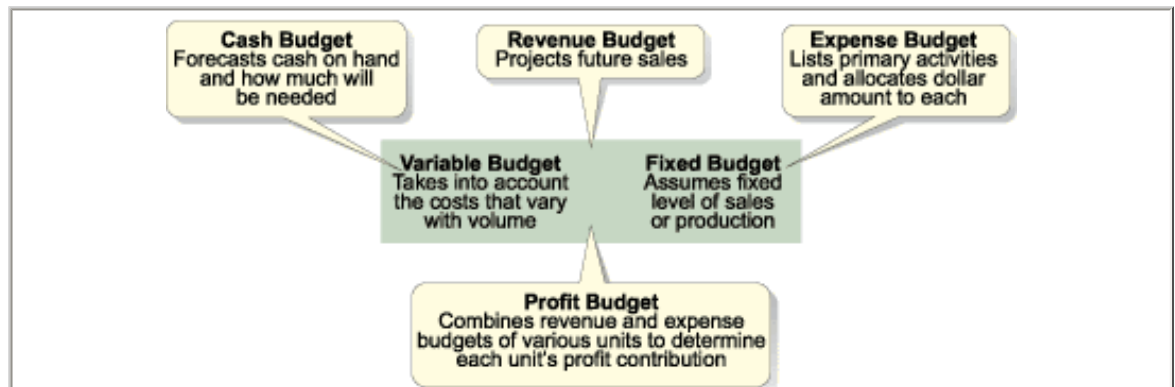 Cash Budget
Forecasts cash on hand
and how much will
be needed
Revenue Budget
Projects future sales
Expense Budget
Lists primary activities
and allocates dollar
amount to each
Variable Budget
Takes into account
the costs that vary
with volume
Fixed Budget
Assumes fixed
level of sales
or production
Profit Budget
Combines revenue and expense
budgets of various units to determine
each unit's profit contribution